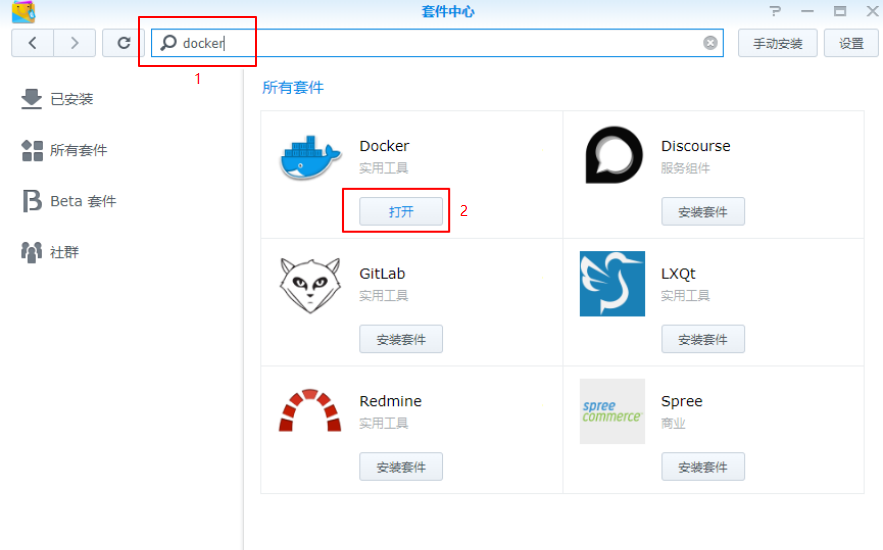 套件中心
docker
手动安装
设置
1
已安装
所有套件
Beta 套件
社群
所有套件
Docker
实用工具
打开
2
Discourse
服务组件
安装套件
GitLab
实用工具
安装套件
LXQt
实用工具
安装套件
Redmine
实用工具
安装套件
spree
commerce
Spree
商业
安装套件